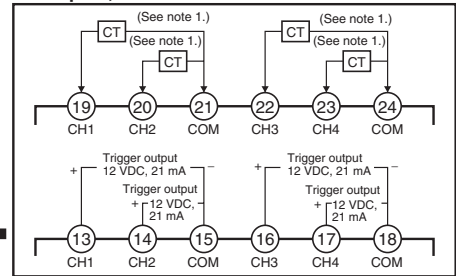 (See note 1.) (See note 1.)
CT (See note 1.) CT (See note 1.)
CT CT
19 20 21 22 23 24
CH1 CH2 COM CH3 CH4 COM
Trigger output Trigger output
+ 12 VDC, 21 mA − + 12 VDC, 21 mA −
Trigger output Trigger output
+ 12 VDC, − + 12 VDC, −
21 mA 21 mA
13 14 15 16 17 18
CH1 CH2 COM CH3 CH4 COM